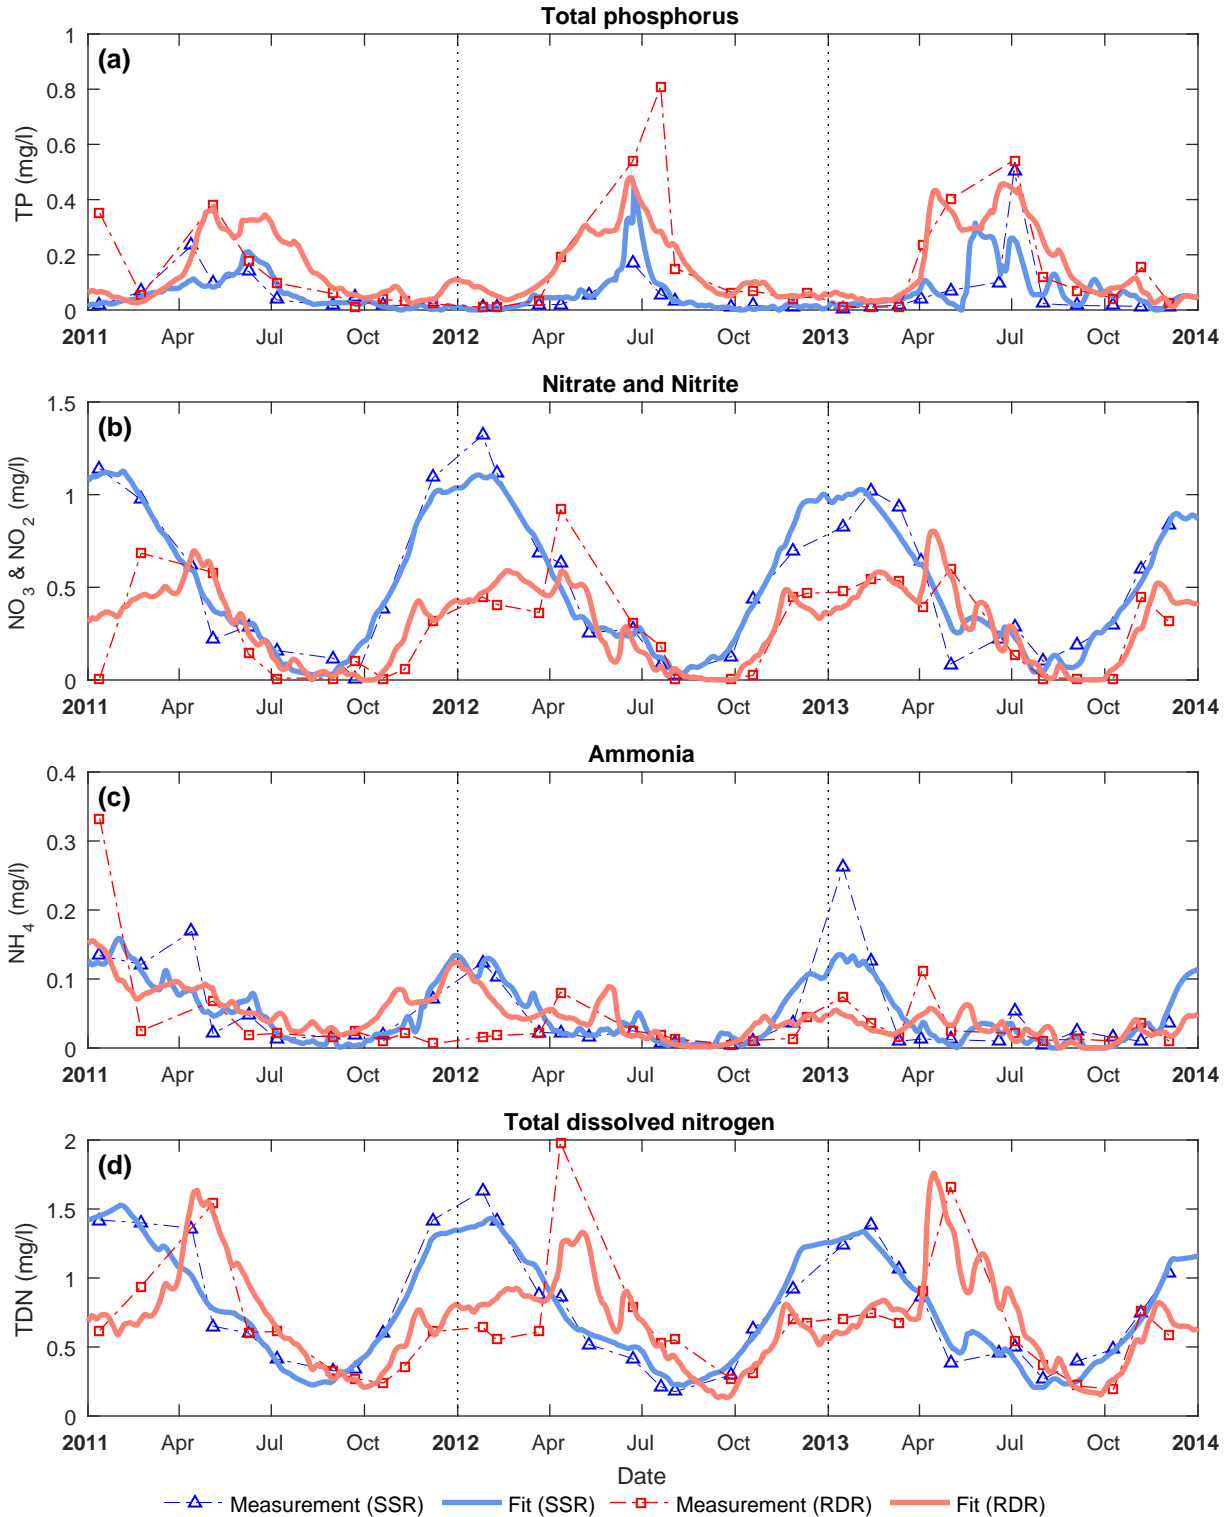 Total phosphorus
(a)
TP (mg/l)
1
0.8
0.6
0.4
0.2
0
2011 Apr Jul Oct 2012 Apr Jul Oct 2013 Apr Jul Oct 2014
Nitrate and Nitrite
(b)
NO3 & NO2 (mg/l)
1.5
1
0.5
0
2011 Apr Jul Oct 2012 Apr Jul Oct 2013 Apr Jul Oct 2014
Ammonia
(c)
NH4 (mg/l)
0.4
0.3
0.2
0.1
0
2011 Apr Jul Oct 2012 Apr Jul Oct 2013 Apr Jul Oct 2014
Total dissolved nitrogen
(d)
TDN (mg/l)
2
1.5
1
0.5
0
2011 Apr Jul Oct 2012 Apr Jul Oct 2013 Apr Jul Oct 2014
Date
Measurement (SSR) Fit (SSR) Measurement (RDR) Fit (RDR)